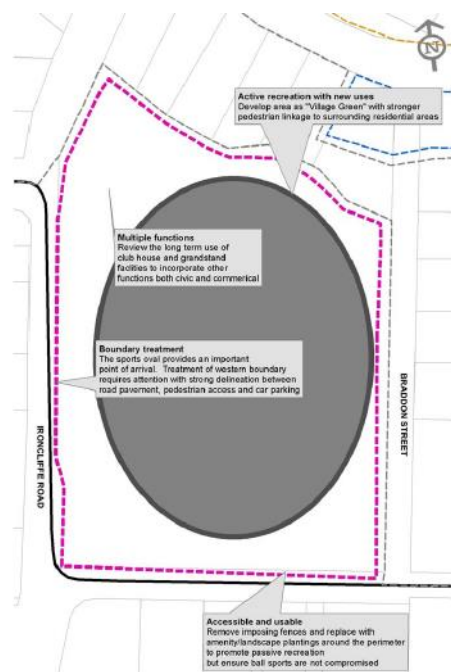 N
Active recreation with new uses
Develop area as "Village Green" with stronger
pedestrian linkage to surrounding residential areas
Multiple functions
Review the long term use of
club house and grandstand
facilities to incorporate other
functions both civic and commerical
Boundary treatment
The sports oval provides an important
point of arrival. Treatment of western boundary
requires attention with strong delineation between
road pavement, pedestrian access and car parking
IRONCLIFFE ROAD
BRADDON STREET
Accessible and usable
Remove imposing fences and replace with
amenity/landscape plantings around the perimeter
to promote passive recreation
but ensure ball sports are not compromised